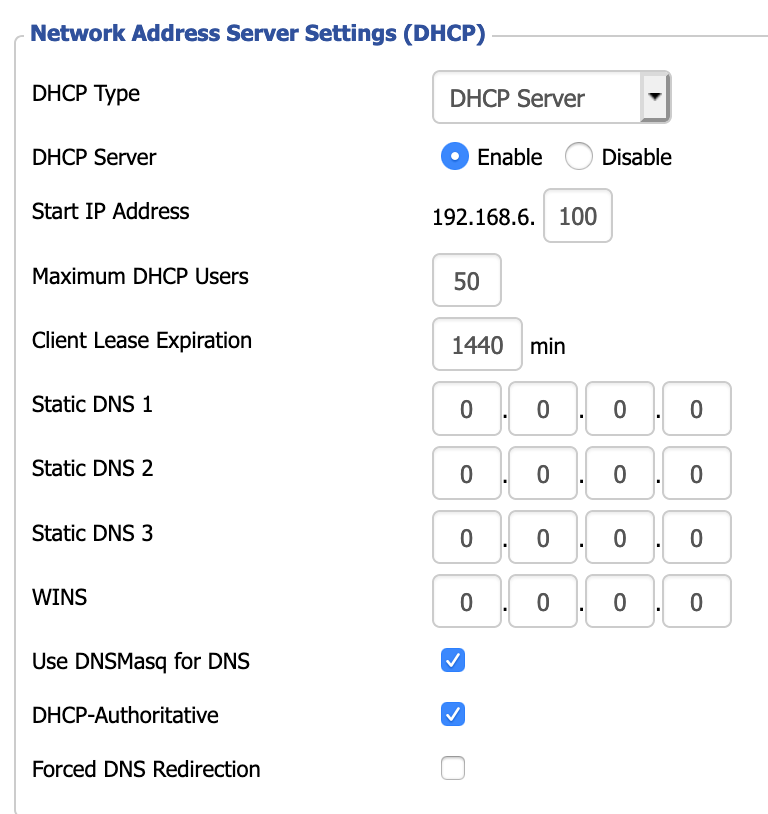 Network Address Server Settings (DHCP)
DHCP Type DHCP Server
DHCP Server Enable Disable
Start IP Address 192.168.6. 100
Maximum DHCP Users 50
Client Lease Expiration 1440 min
Static DNS 1 0 . 0 . 0 . 0
Static DNS 2 0 . 0 . 0 . 0
Static DNS 3 0 . 0 . 0 . 0
WINS 0 . 0 . 0 . 0
Use DNSMasq for DNS
DHCP-Authoritative
Forced DNS Redirection